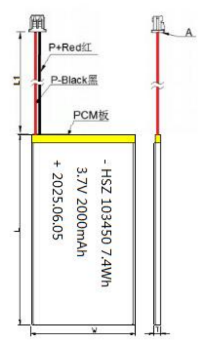 A
P+Red红
L1
P-Black黑
PCM板
- HSZ 103450 7.4Wh
3.7V 2000mAh
+ 2025.06.05
L
W
T